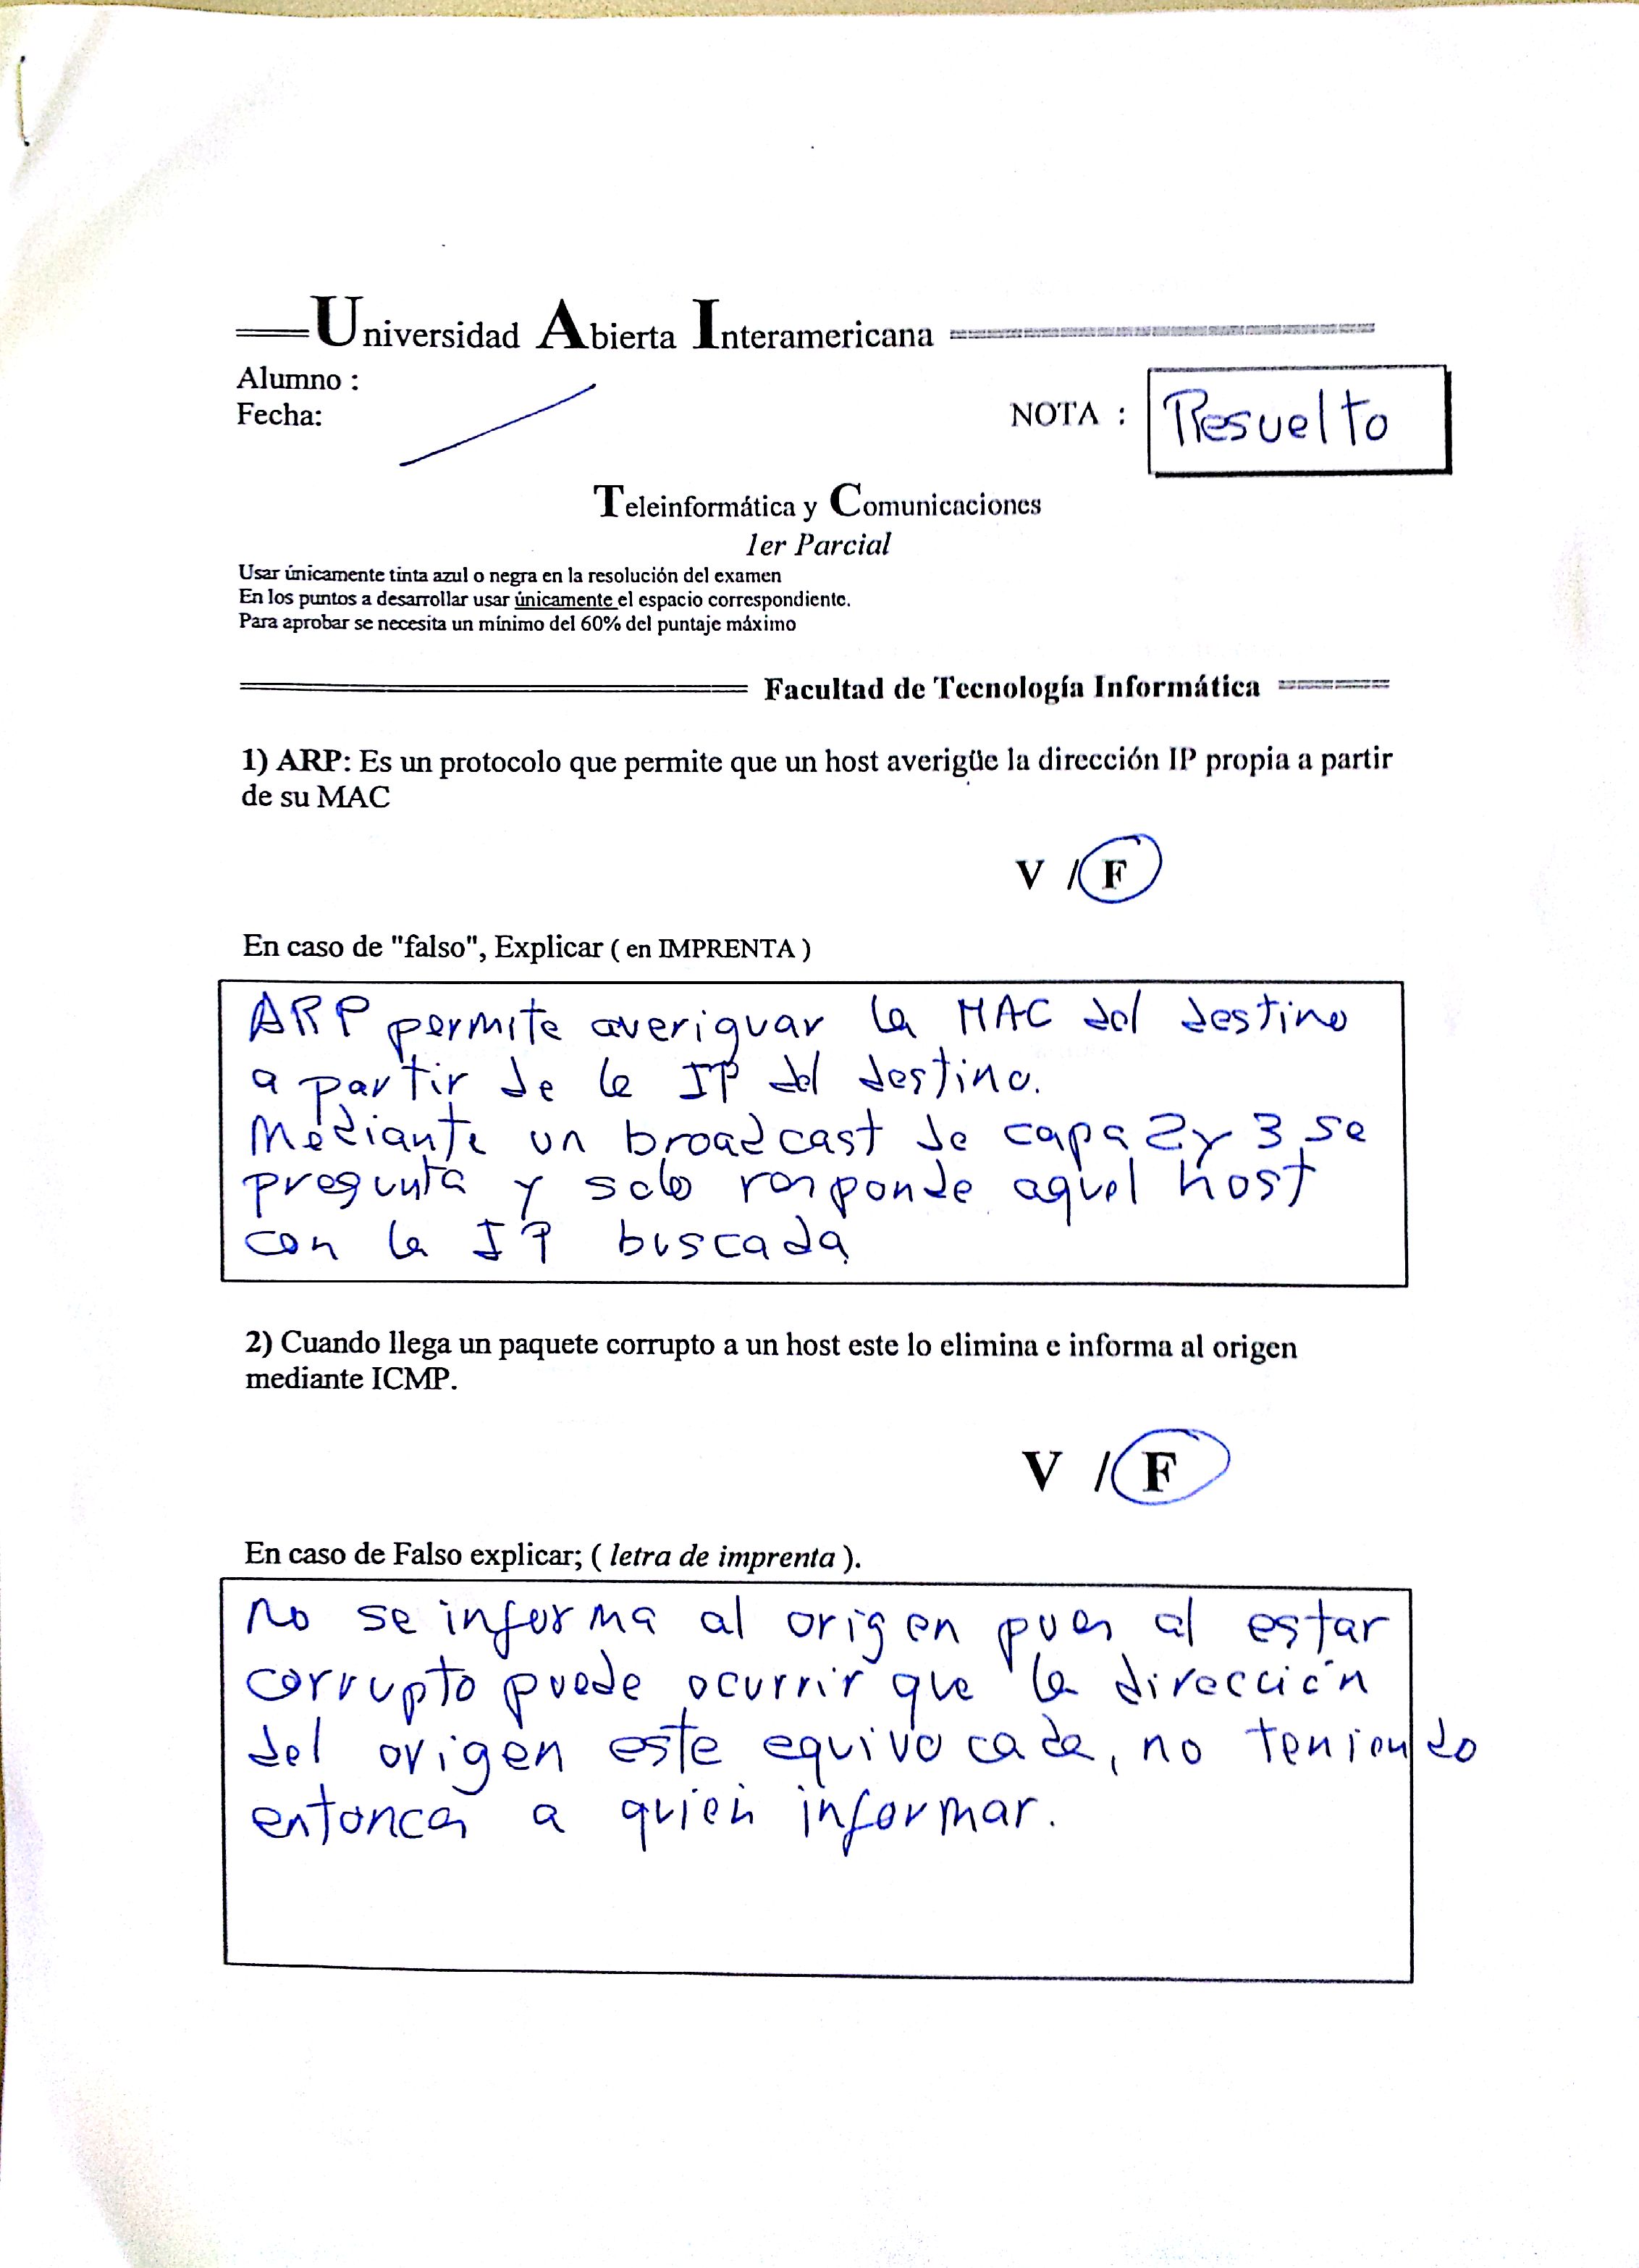 Universidad Abierta Interamericana
Alumno :
Fecha:
NOTA : Resuelto
Teleinformática y Comunicaciones
1er Parcial
Usar únicamente tinta azul o negra en la resolución del examen
En los puntos a desarrollar usar únicamente el espacio correspondiente.
Para aprobar se necesita un mínimo del 60% del puntaje máximo
Facultad de Tecnología Informática
1) ARP: Es un protocolo que permite que un host averigüe la dirección IP propia a partir
de su MAC
V / F
En caso de "falso", Explicar ( en IMPRENTA )
ARP permite averiguar la MAC del destino
a partir de la IP del destino.
Mediante un broadcast de capa 2 y 3 se
pregunta y solo responde aquel host
con la IP buscada
2) Cuando llega un paquete corrupto a un host este lo elimina e informa al origen
mediante ICMP.
V / F
En caso de Falso explicar; ( letra de imprenta ).
No se informa al origen pues al estar
corrupto puede ocurrir que la dirección
del origen este equivocada, no teniendo
entonces a quien informar.